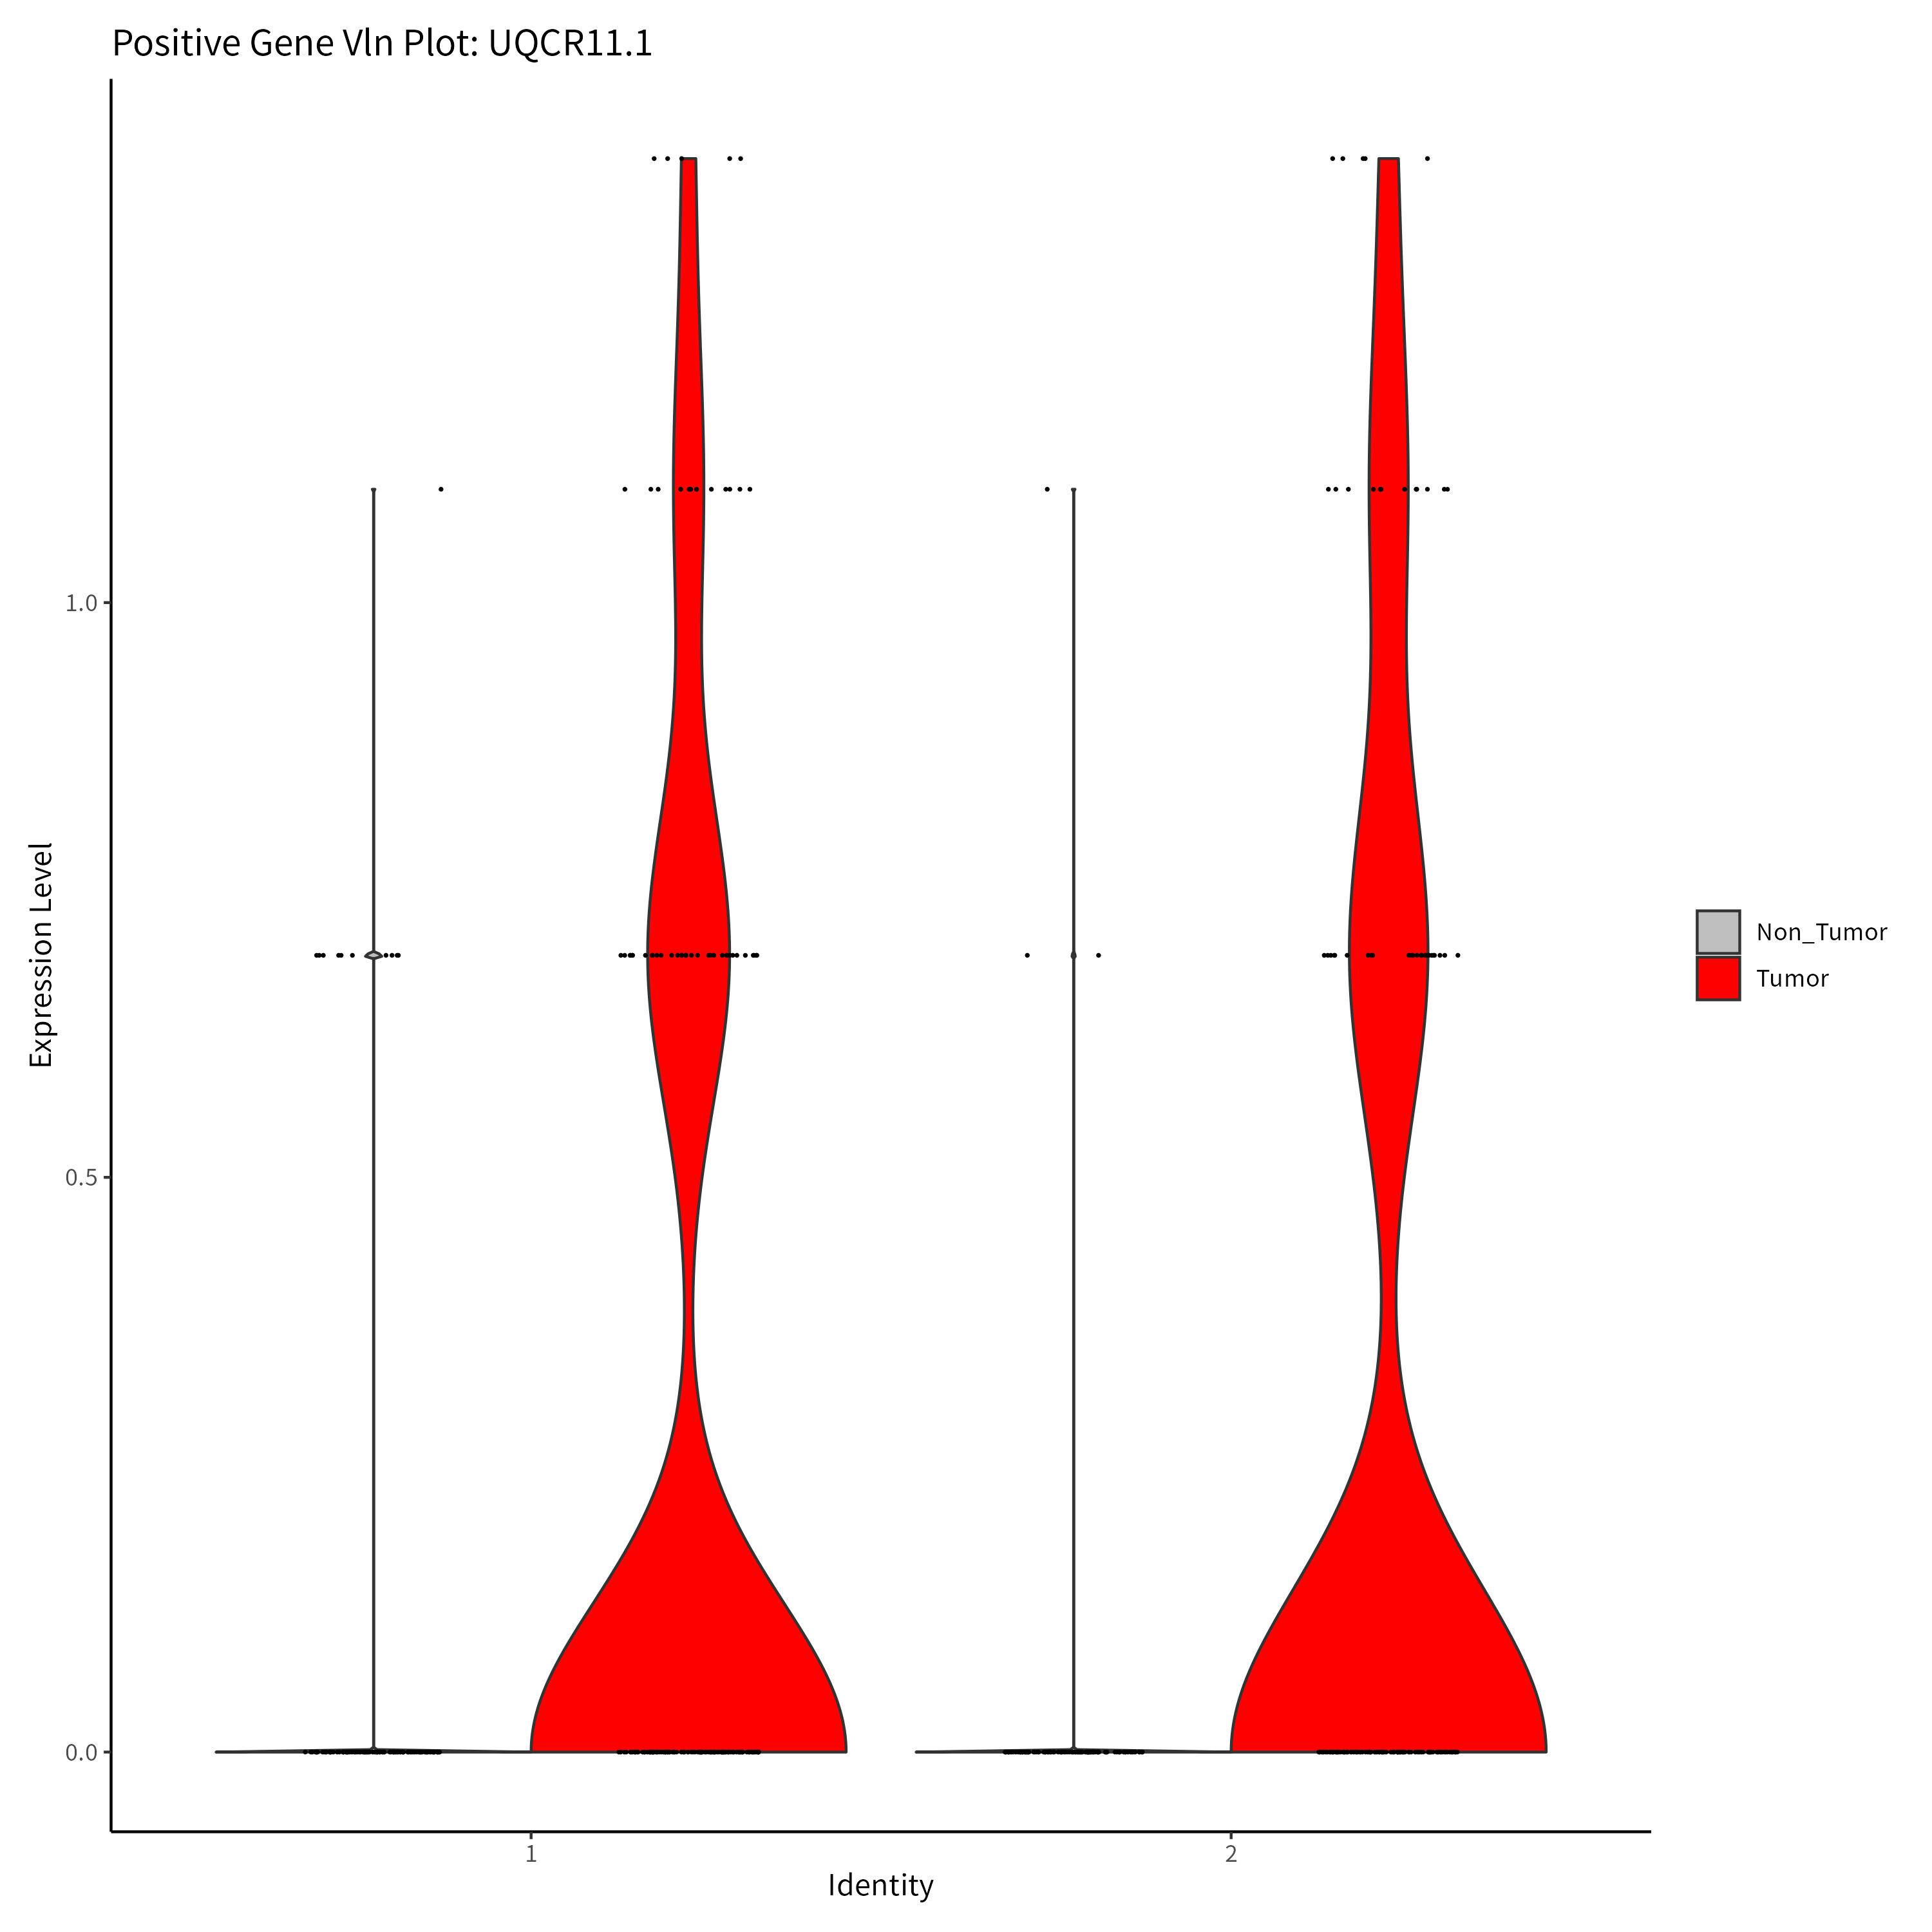 Positive Gene Vln Plot: UQCR11.1
Expression Level
1.0
0.5
0.0
1
2
Identity
Non_Tumor
Tumor